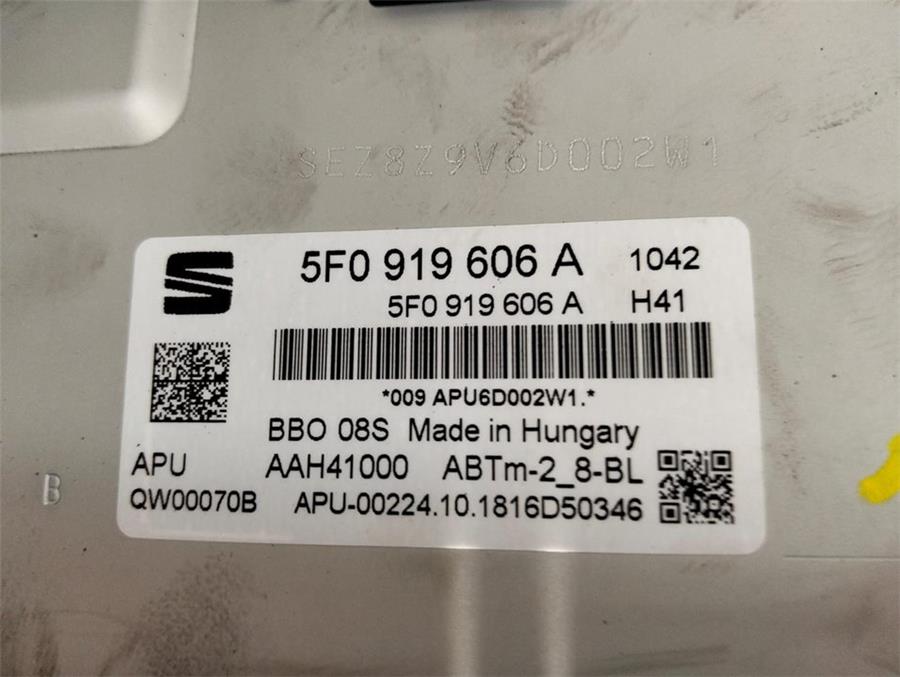 SEZ8Z9V6D002W1
5F0 919 606 A 1042
5F0 919 606 A H41
*009 APU6D002W1.*
BBO 08S Made in Hungary
APU AAH41000 ABTm-2_8-BL
B
QW00070B APU-00224.10.1816D50346